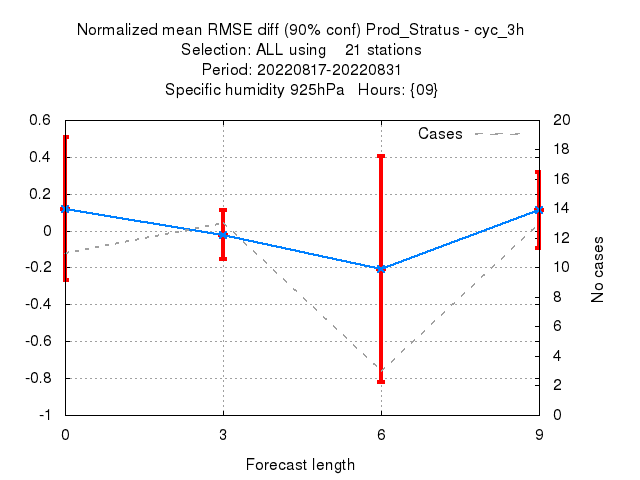 Normalized mean RMSE diff (90% conf) Prod_Stratus - cyc_3h
Selection: ALL using    21 stations
Period: 20220817-20220831
Specific humidity 925hPa   Hours: {09}
Cases
0.6
0.4
0.2
0
-0.2
-0.4
-0.6
-0.8
-1
20
18
16
14
12
10
8
6
4
2
0
No cases
0 3 6 9
Forecast length